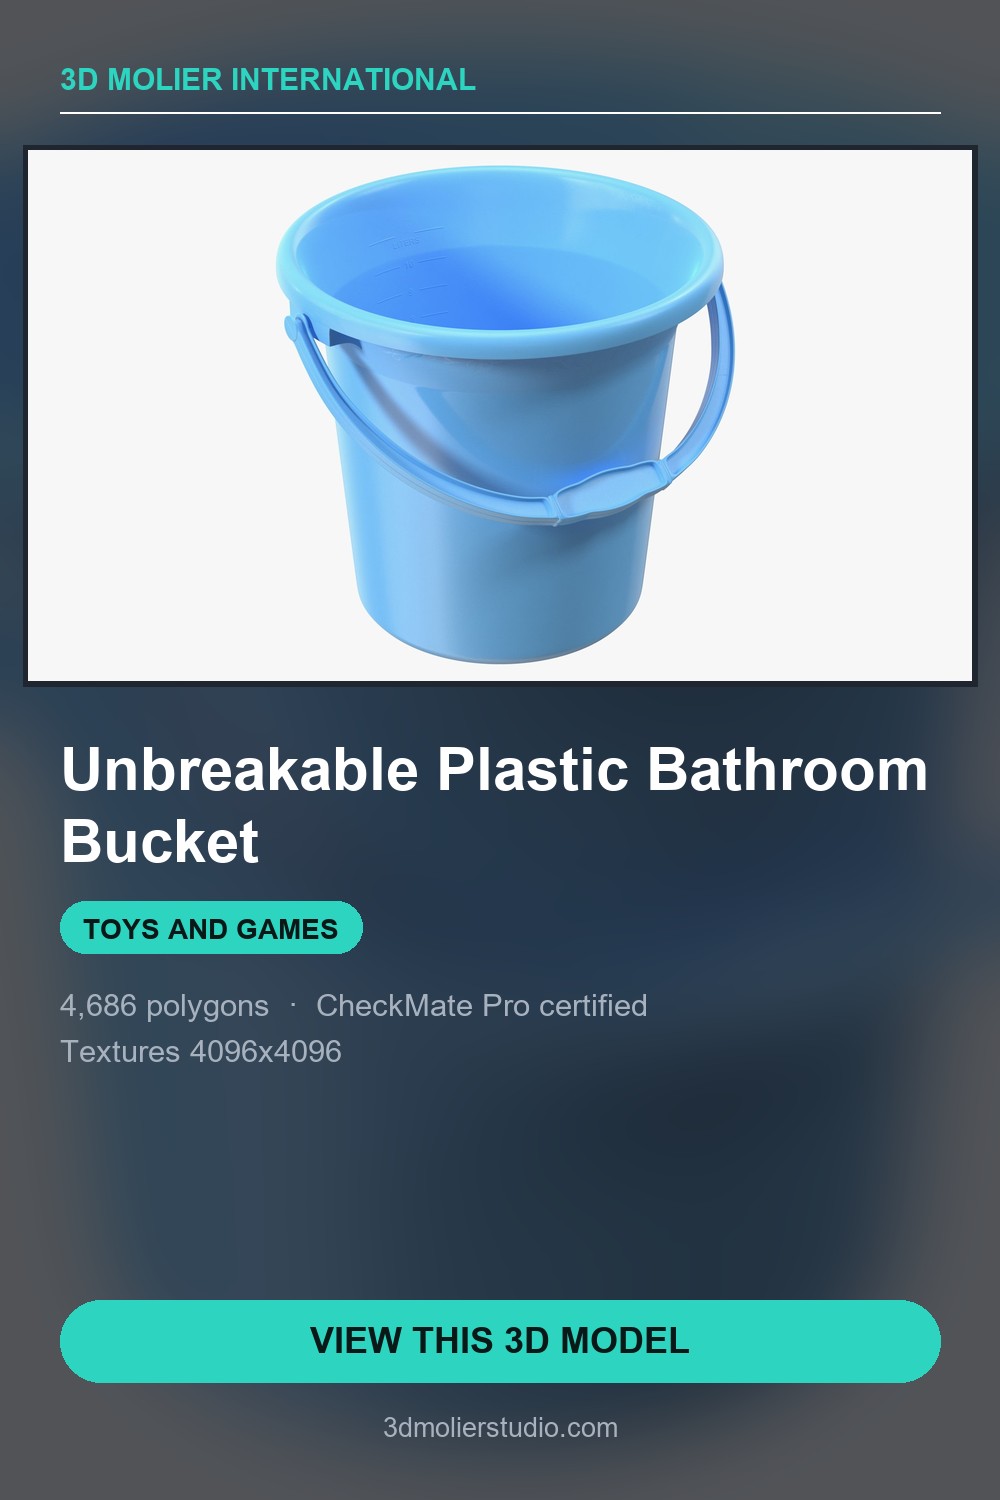 3D MOLIER INTERNATIONAL
Unbreakable Plastic Bathroom
Bucket
TOYS AND GAMES
4,686 polygons · CheckMate Pro certified
Textures 4096x4096
VIEW THIS 3D MODEL
3dmolierstudio.com